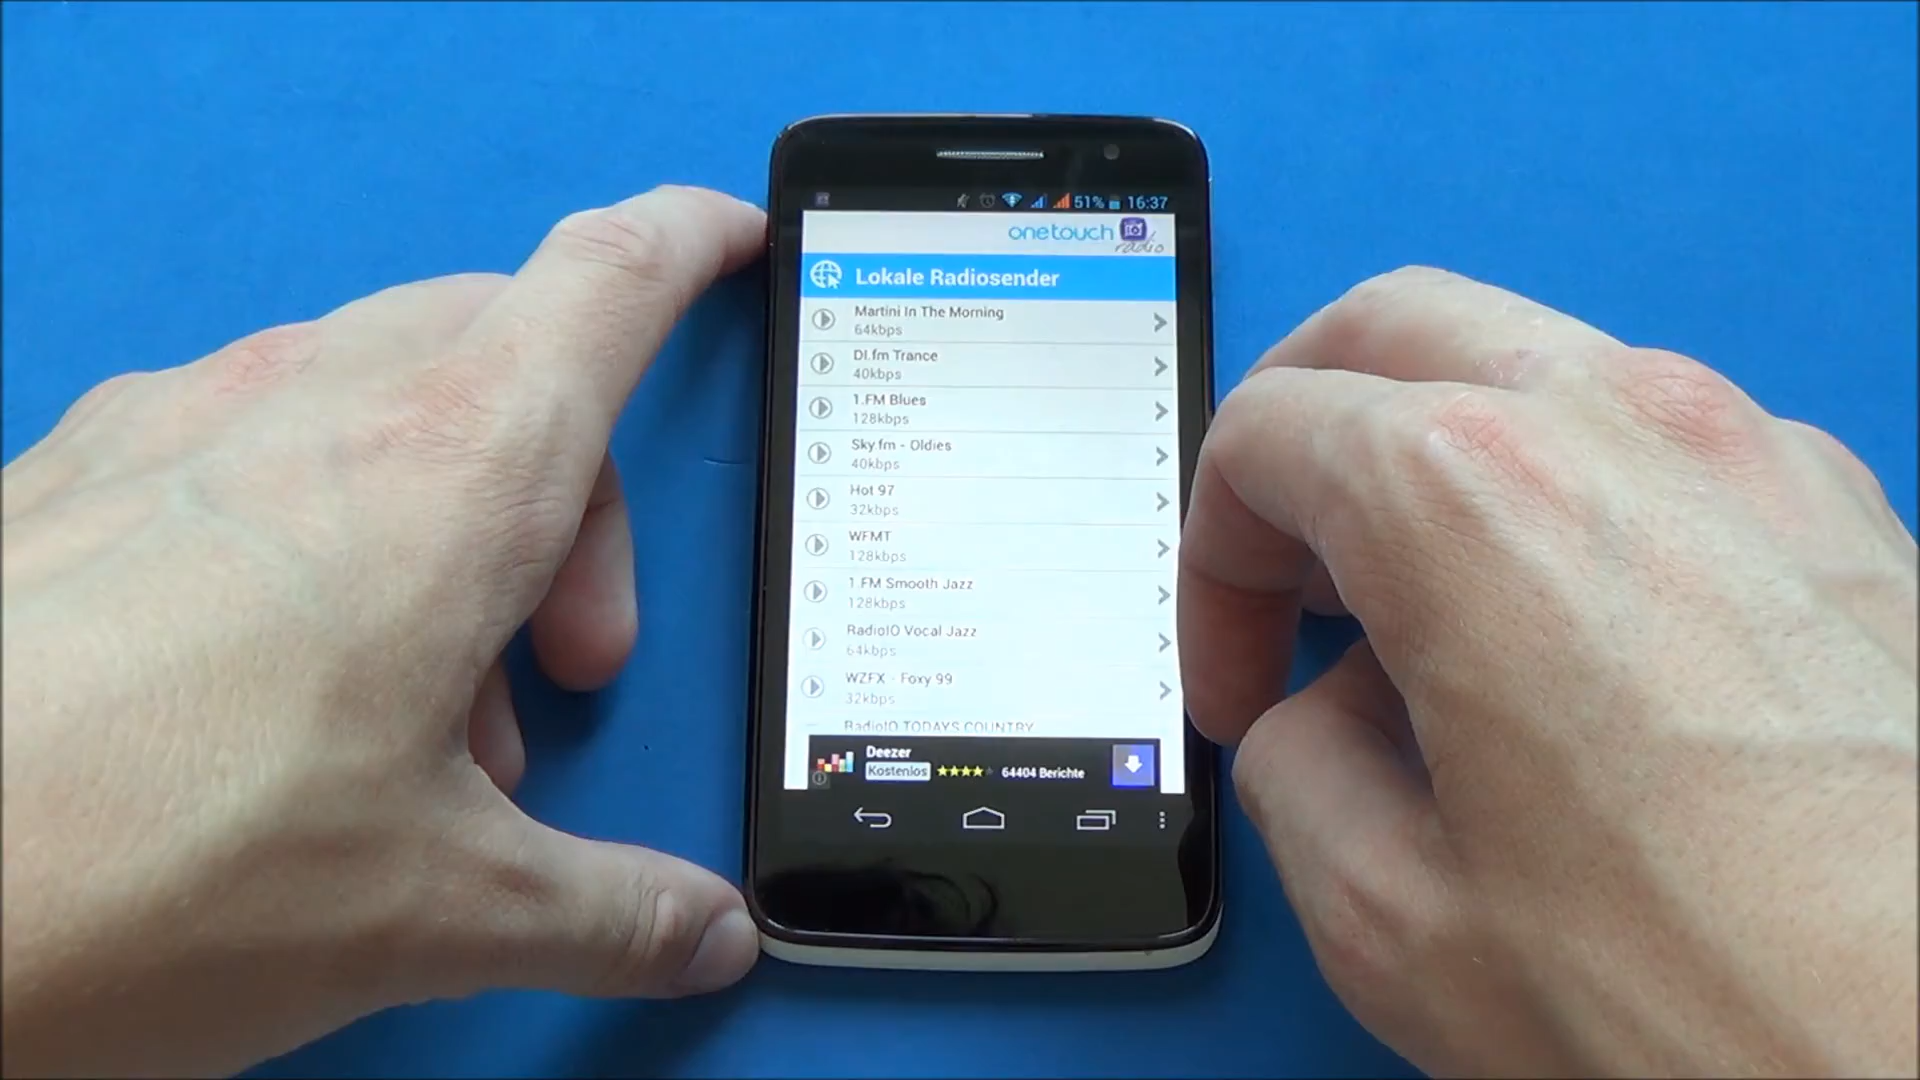 51% 16:37
onetouch
radio
Lokale Radiosender
Martini In The Morning
64kbps
DI.fm Trance
40kbps
1.FM Blues
128kbps
Sky.fm - Oldies
40kbps
Hot 97
32kbps
WFMT
128kbps
1.FM Smooth Jazz
128kbps
RadioIO Vocal Jazz
64kbps
WZFX - Foxy 99
32kbps
RadioIO TODAYS COUNTRY
Deezer
Kostenlos 64404 Berichte